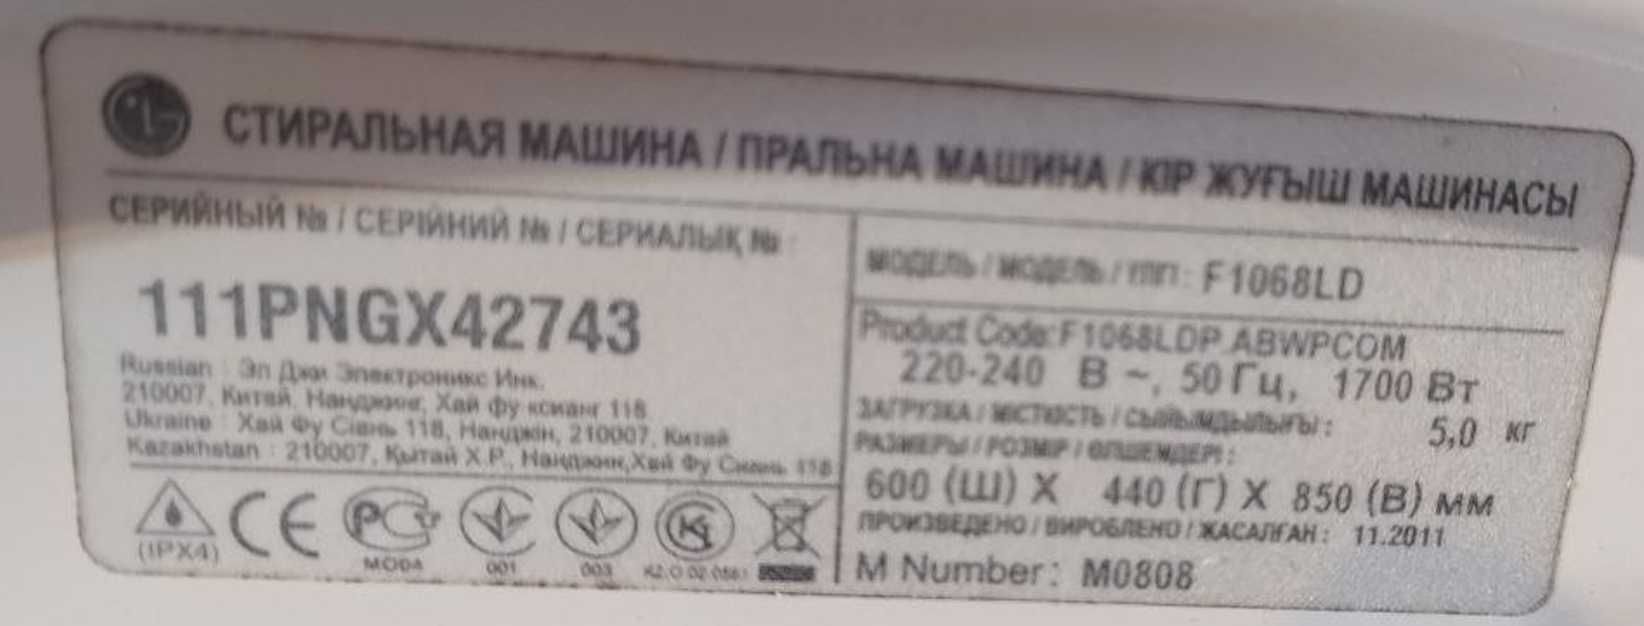 LG СТИРАЛЬНАЯ МАШИНА / ПРАЛЬНА МАШИНА / КІР ЖУҒЫШ МАШИНАСЫ
СЕРИЙНЫЙ № / СЕРІЙНИЙ № / СЕРИАЛЫҚ № :
111PNGX42743
Russian : Эл Джи Электроникс Инк.
210007, Китай, Нанджинг, Хай фу ксианг 118
Ukraine : Хай Фу Сіань 118, Нанджін, 210007, Китай
Kazakhstan : 210007, Қытай Х.Р., Нанджин,Хай Фу Сиань 118
(IPX4)
CE
РС
МО04
001
003
МОДЕЛЬ / МОДЕЛЬ / ҮЛГІ : F1068LD
Product Code: F1068LDP.ABWPCOM
220-240 В ~, 50 Гц, 1700 Вт
ЗАГРУЗКА / МІСТКІСТЬ / СЫЙЫМДЫЛЫҒЫ : 5,0 кг
РАЗМЕРЫ / РОЗМІР / ӨЛШЕМДЕРІ :
600 (Ш) X 440 (Г) X 850 (В) мм
ПРОИЗВЕДЕНО / ВИРОБЛЕНО / ЖАСАЛҒАН : 11.2011
M Number: M0808